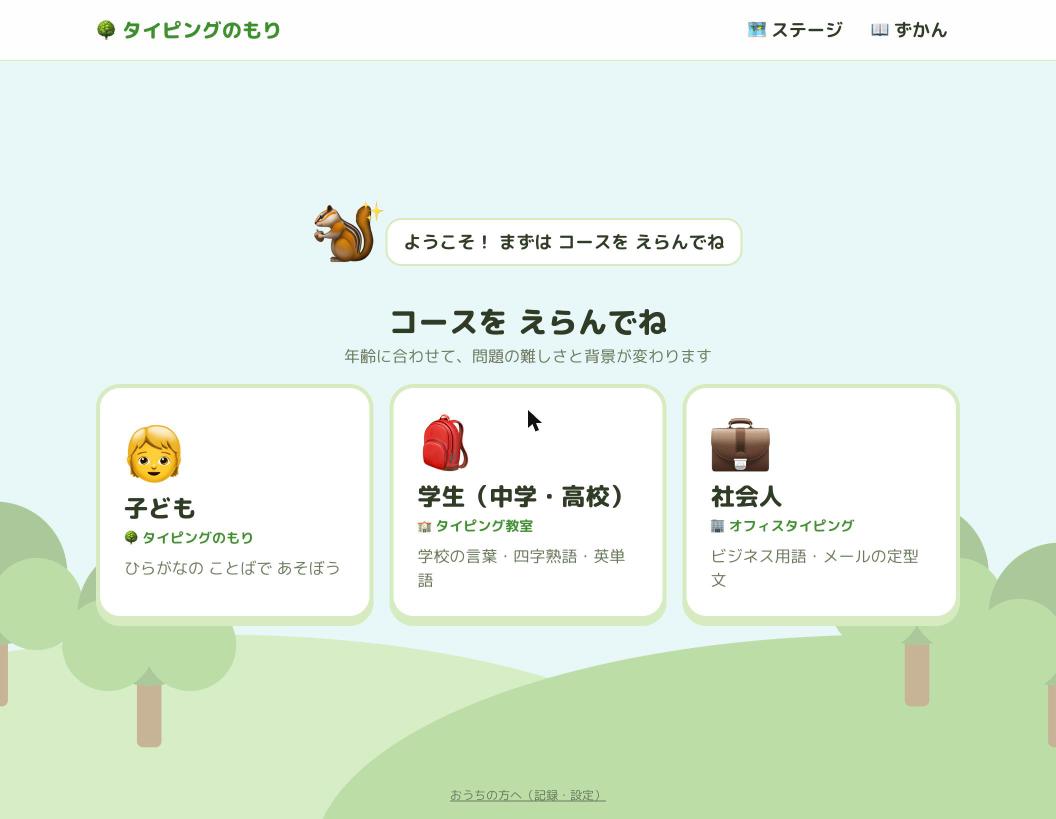 タイピングのもり
ステージ
ずかん
ようこそ！ まずは コースを えらんでね
コースを えらんでね
年齢に合わせて、問題の難しさと背景が変わります
子ども
タイピングのもり
ひらがなの ことばで あそぼう
学生（中学・高校）
タイピング教室
学校の言葉・四字熟語・英単
語
社会人
オフィスタイピング
ビジネス用語・メールの定型
文
おうちの方へ（記録・設定）